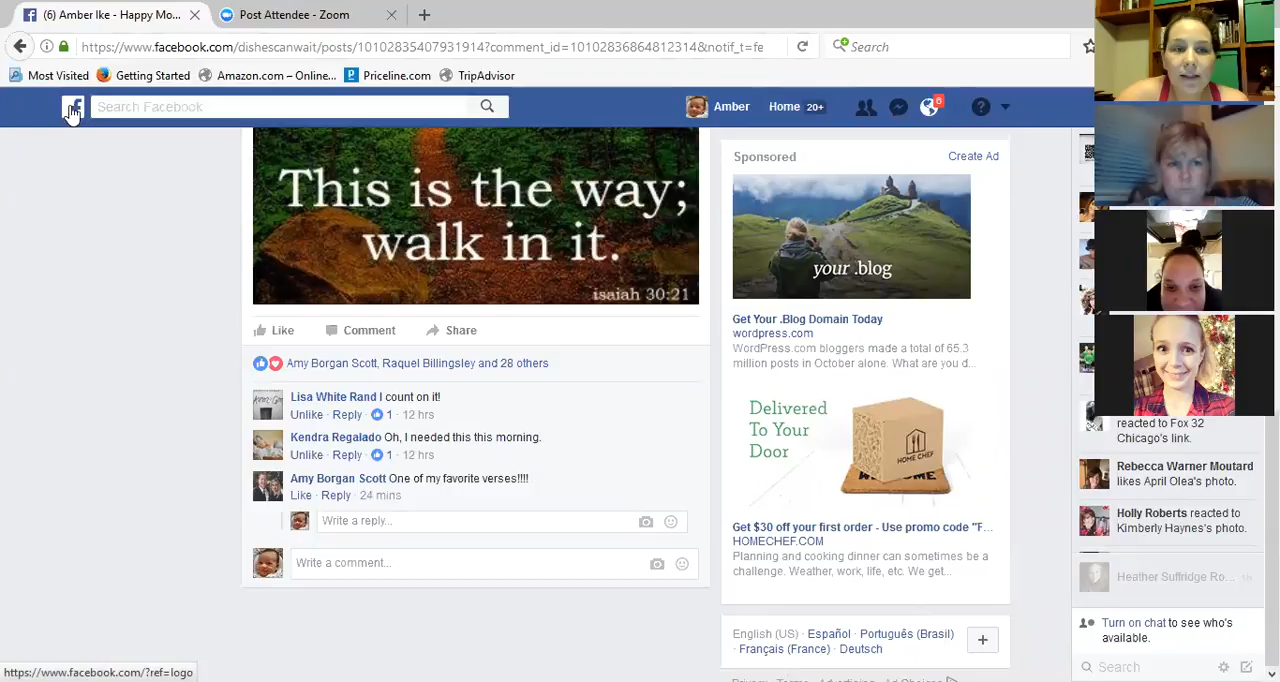 (6) Amber Ike - Happy Mo...
Post Attendee - Zoom
https://www.facebook.com/dishescanwait/posts/10102835407931914?comment_id=10102836864812314&notif_t=fe
Search
Most Visited
Getting Started
Amazon.com – Online...
Priceline.com
TripAdvisor
Search Facebook
Amber
Home 20+
6
This is the way;
walk in it.
isaiah 30:21
Like
Comment
Share
Amy Borgan Scott, Raquel Billingsley and 28 others
Lisa White Rand I count on it!
Unlike · Reply · 1 · 12 hrs
Kendra Regalado Oh, I needed this this morning.
Unlike · Reply · 1 · 12 hrs
Amy Borgan Scott One of my favorite verses!!!!
Like · Reply · 24 mins
Write a reply...
Write a comment...
Sponsored
Create Ad
your .blog
Get Your .Blog Domain Today
wordpress.com
WordPress.com bloggers made a total of 65.3
million posts in October alone. What are you d...
Delivered
To Your
Door
HOME CHEF
Get $30 off your first order - Use promo code "F...
HOMECHEF.COM
Planning and cooking dinner can sometimes be a
challenge. Weather, work, life, etc. We get...
English (US) · Español · Português (Brasil)
· Français (France) · Deutsch
reacted to Fox 32
Chicago's link.
Rebecca Warner Moutard
likes April Olea's photo.
Holly Roberts reacted to
Kimberly Haynes's photo.
Heather Suffridge Ro...
Turn on chat to see who's
available.
Search
https://www.facebook.com/?ref=logo